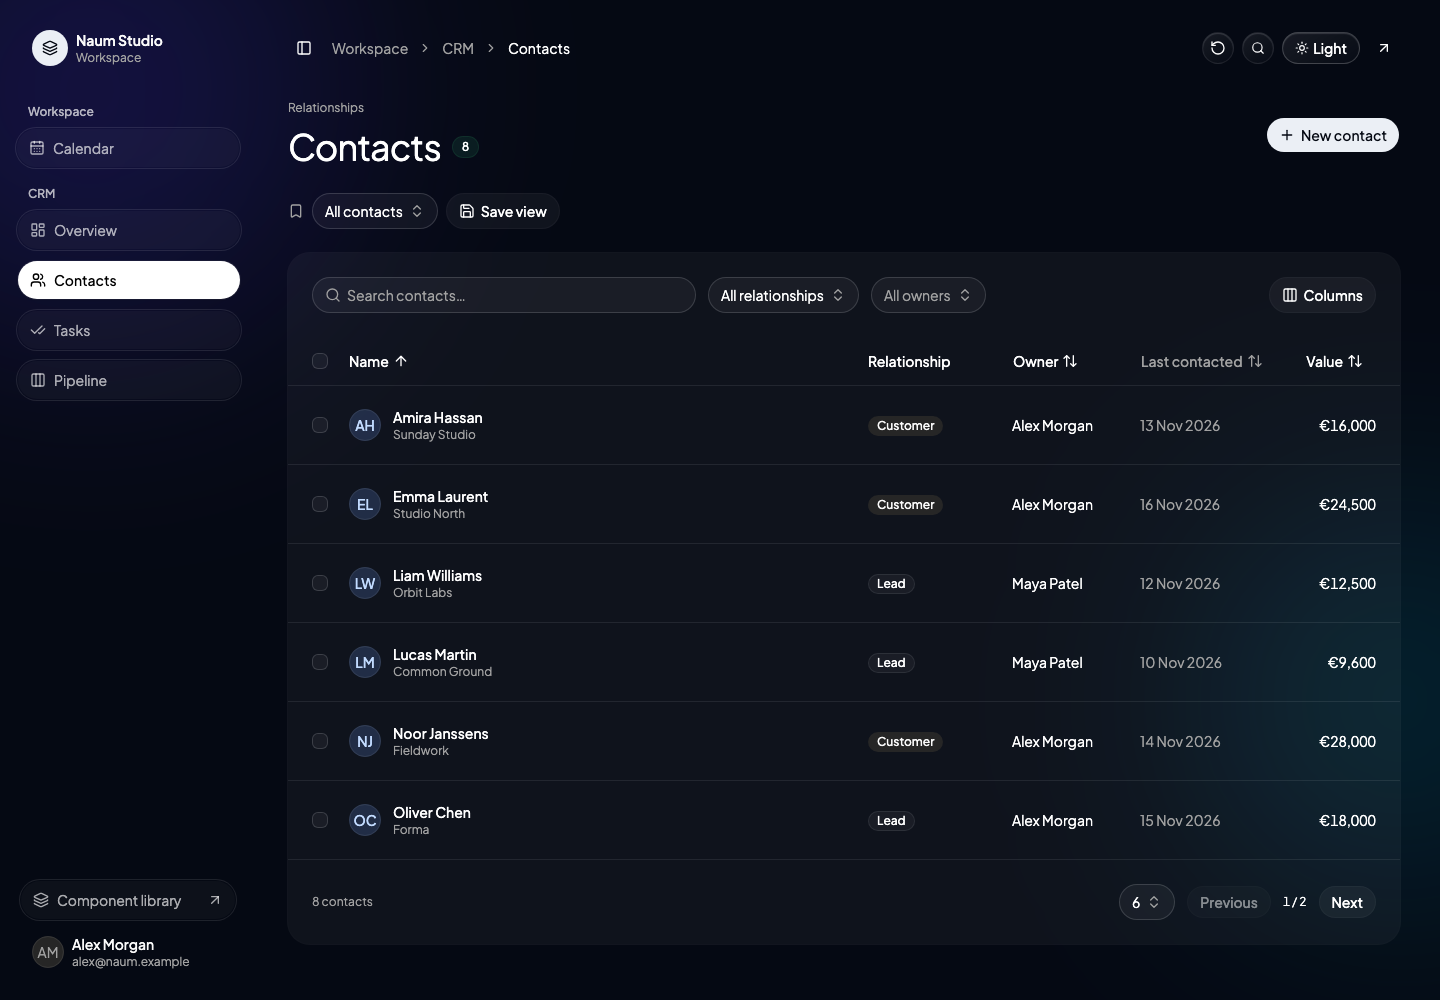 Naum Studio
Workspace
Workspace
Calendar
CRM
Overview
Contacts
Tasks
Pipeline
Component library
AM
Alex Morgan
alex@naum.example
Workspace > CRM > Contacts
Light
Relationships
Contacts 8
New contact
All contacts
Save view
Search contacts...
All relationships
All owners
Columns
Name Relationship Owner Last contacted Value
AH Amira Hassan Customer Alex Morgan 13 Nov 2026 €16,000
Sunday Studio
EL Emma Laurent Customer Alex Morgan 16 Nov 2026 €24,500
Studio North
LW Liam Williams Lead Maya Patel 12 Nov 2026 €12,500
Orbit Labs
LM Lucas Martin Lead Maya Patel 10 Nov 2026 €9,600
Common Ground
NJ Noor Janssens Customer Alex Morgan 14 Nov 2026 €28,000
Fieldwork
OC Oliver Chen Lead Alex Morgan 15 Nov 2026 €18,000
Forma
8 contacts
6
Previous
1/2
Next